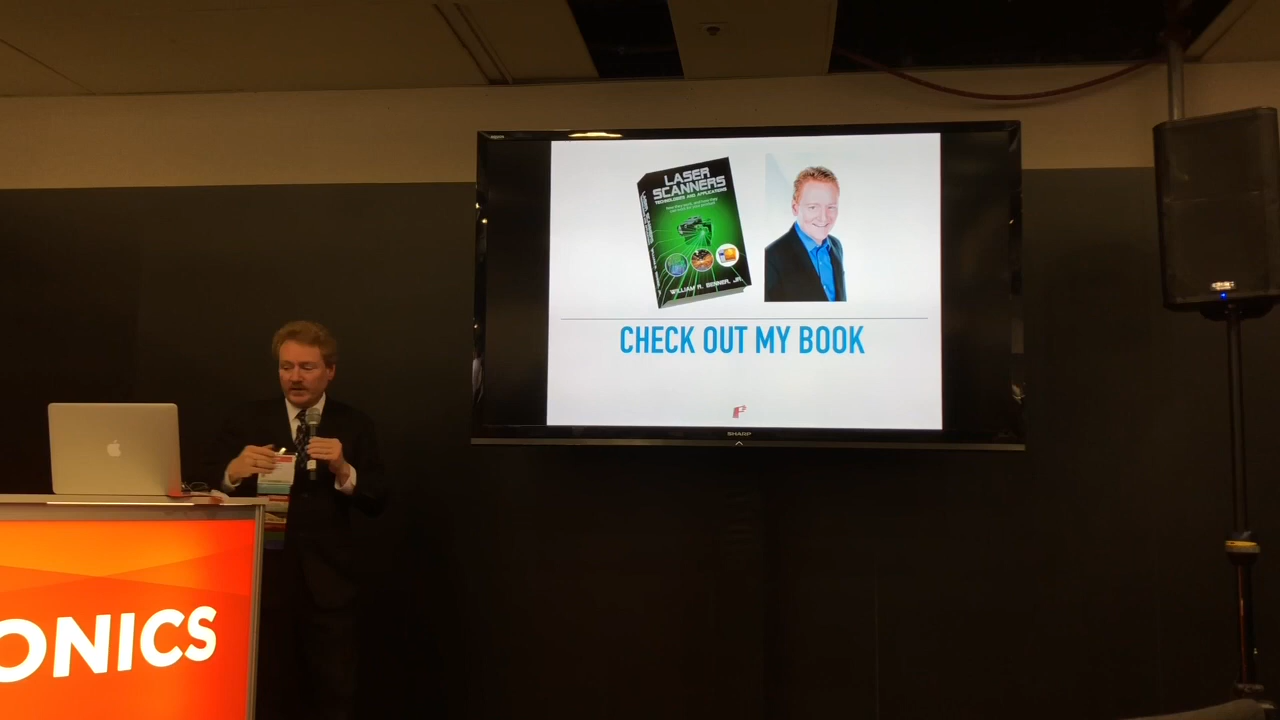 LASER
SCANNERS
TECHNOLOGIES AND APPLICATIONS
WILLIAM R. BENNER, JR.
CHECK OUT MY BOOK
SHARP
ONICS